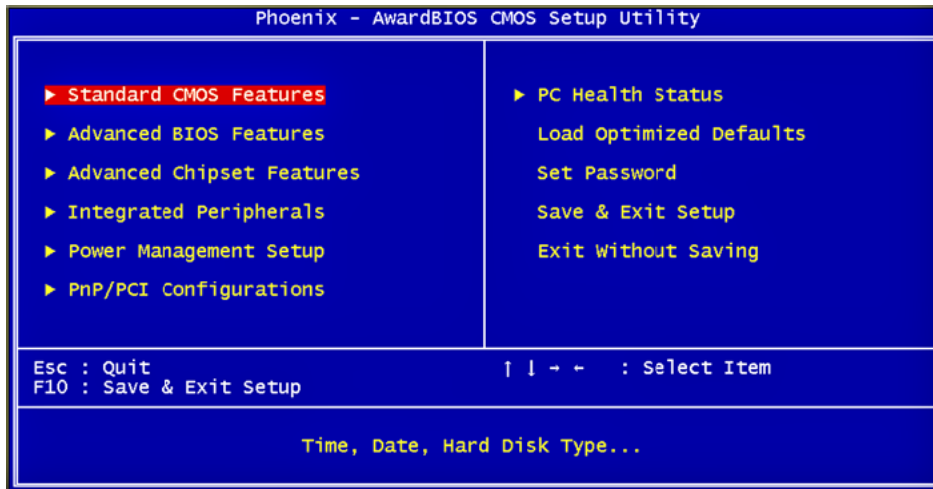 Phoenix - AwardBIOS CMOS Setup Utility
► Standard CMOS Features
► Advanced BIOS Features
► Advanced Chipset Features
► Integrated Peripherals
► Power Management Setup
► PnP/PCI Configurations
► PC Health Status
Load Optimized Defaults
Set Password
Save & Exit Setup
Exit Without Saving
Esc : Quit
F10 : Save & Exit Setup
↑ ↓ → ← : Select Item
Time, Date, Hard Disk Type...